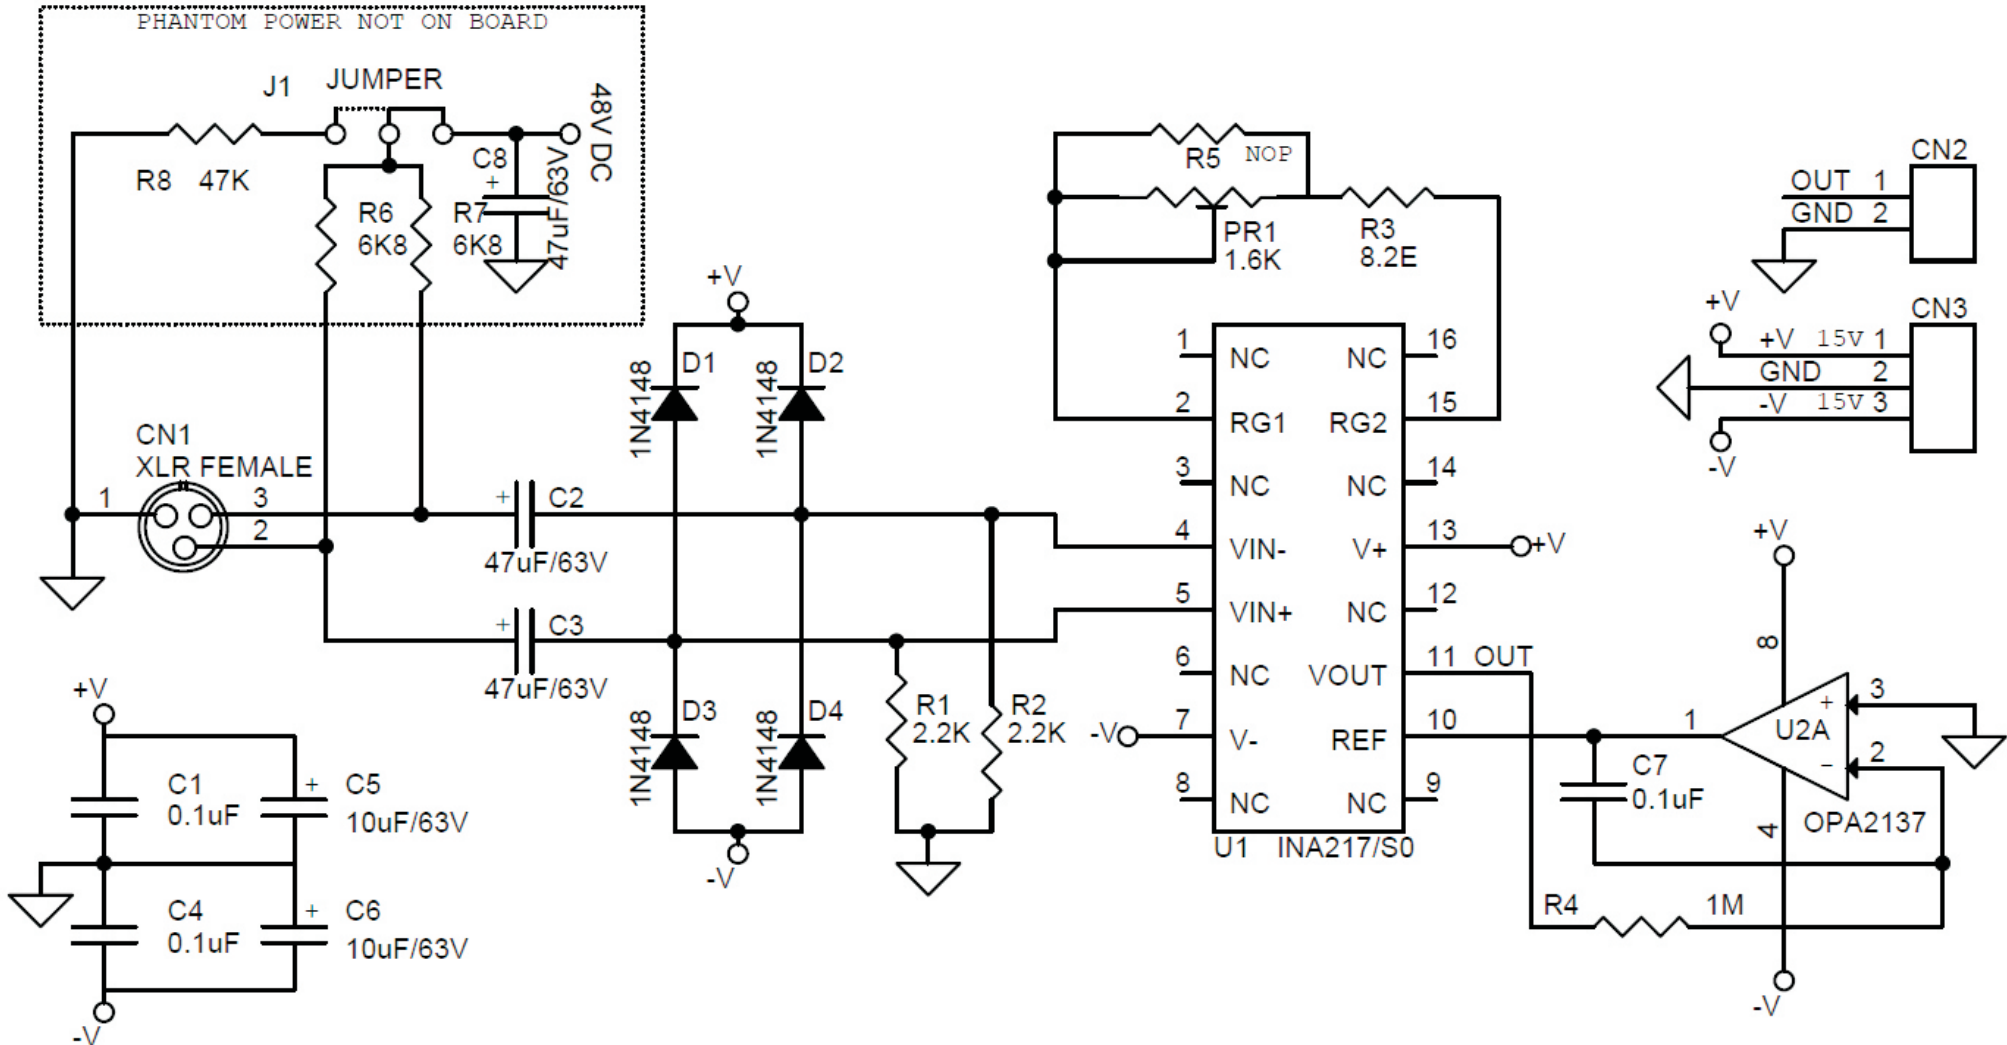 PHANTOM POWER NOT ON BOARD
J1 JUMPER
48V DC
R8 47K
C8
+
47uF/63V
R6
6K8
R7
6K8
CN1
XLR FEMALE
1
3
2
+ C2
47uF/63V
+ C3
47uF/63V
+V
D1
1N4148
D2
1N4148
D3
1N4148
D4
1N4148
-V
R1
2.2K
R2
2.2K
+V
C1
0.1uF
+ C5
10uF/63V
C4
0.1uF
+ C6
10uF/63V
-V
R5 NOP
PR1
1.6K
R3
8.2E
1 NC NC 16
2 RG1 RG2 15
3 NC NC 14
4 VIN- V+ 13 +V
5 VIN+ NC 12
6 NC VOUT 11 OUT
-V 7 V- REF 10
8 NC NC 9
U1 INA217/S0
CN2
OUT 1
GND 2
CN3
+V
+V 15V 1
GND 2
-V 15V 3
-V
+V
8
+ 3
1 U2A
- 2
4
OPA2137
C7
0.1uF
R4 1M
-V